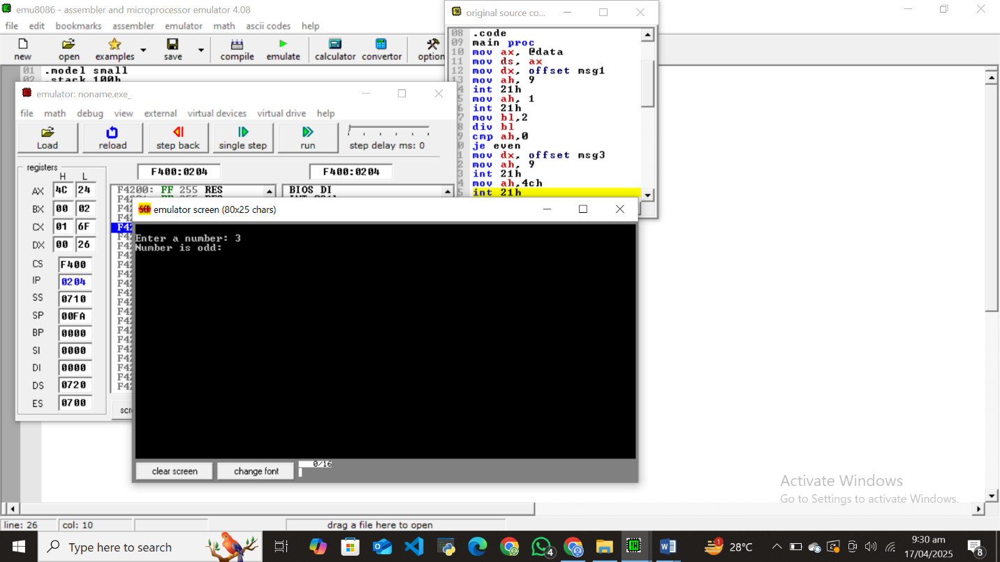 emu8086 - assembler and microprocessor emulator 4.08
file edit bookmarks assembler emulator math ascii codes help
new open examples save compile emulate calculator convertor option
01 .model small
02 .stack 100h
original source co...
08 .code
09 main proc
10 mov ax, @data
11 mov ds, ax
12 mov dx, offset msg1
13 mov ah, 9
4 int 21h
5 mov ah, 1
6 int 21h
7 mov bl,2
8 div bl
9 cmp ah,0
0 je even
1 mov dx, offset msg3
2 mov ah, 9
3 int 21h
4 mov ah,4ch
5 int 21h
emulator: noname.exe_
file math debug view external virtual devices virtual drive help
Load reload step back single step run step delay ms: 0
registers
H L
F400:0204 F400:0204
AX 4C 24
BX 00 02
CX 01 6F
DX 00 26
CS F400
IP 0204
SS 0710
SP 00FA
BP 0000
SI 0000
DI 0000
DS 0720
ES 0700
F4200: FF 255 RES BIOS DI
scr
emulator screen (80x25 chars)
Enter a number: 3
Number is odd:
clear screen change font 0/16
Activate Windows
Go to Settings to activate Windows.
line: 26 col: 10 drag a file here to open
Type here to search
4
1
28°C
9:30 am
17/04/2025
8